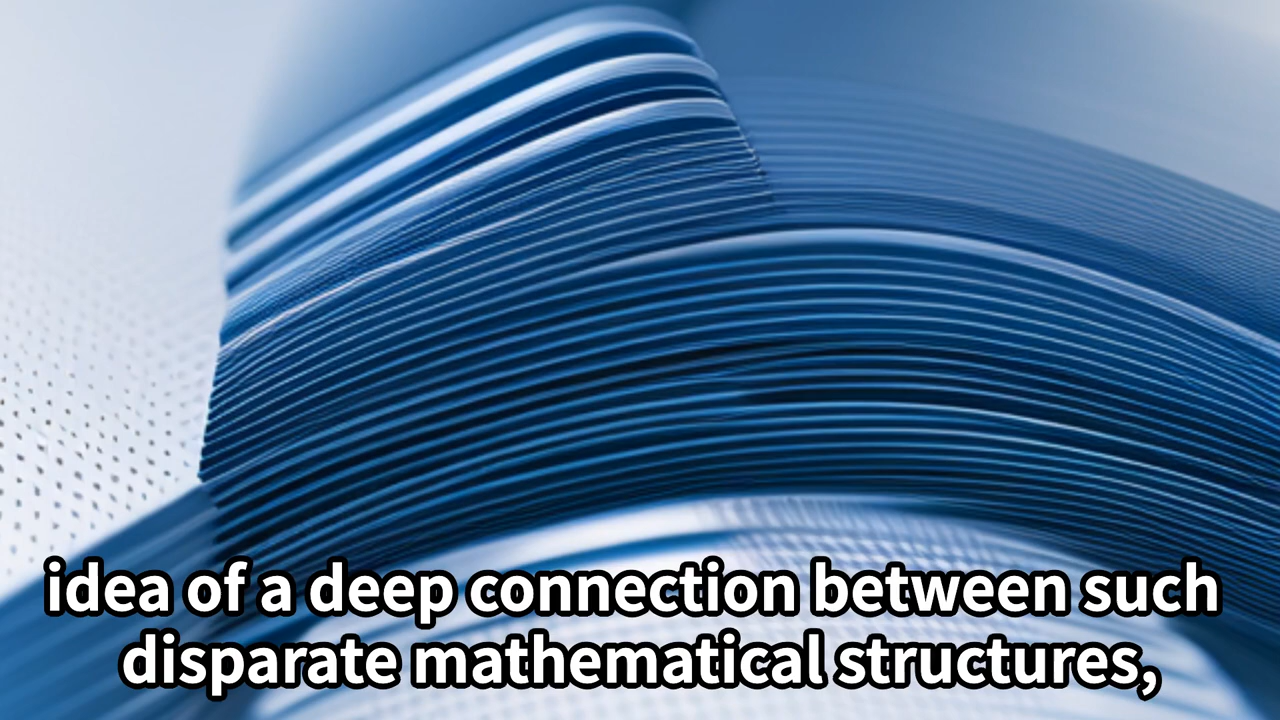 idea of a deep connection between such
disparate mathematical structures,